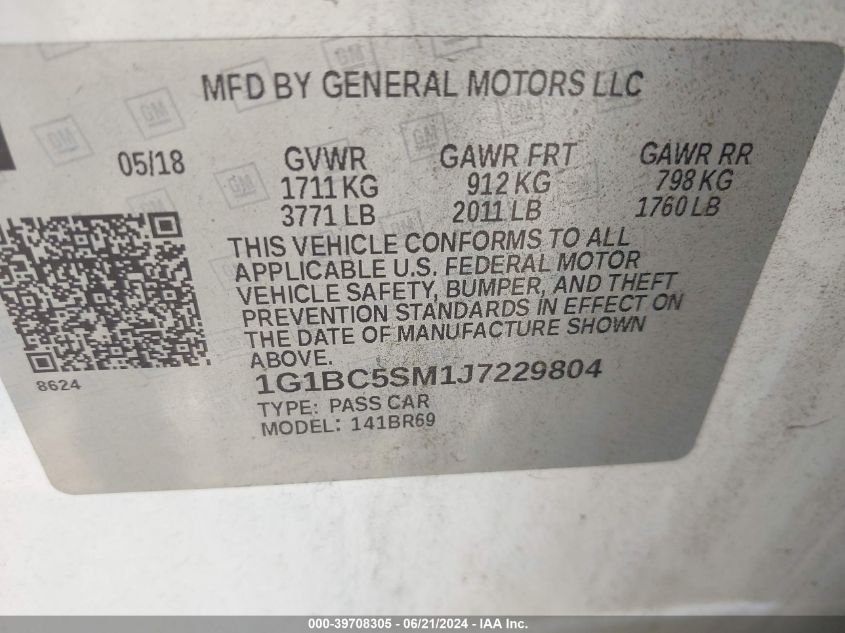 MFD BY GENERAL MOTORS LLC
05/18 GVWR GAWR FRT GAWR RR
1711 KG 912 KG 798 KG
3771 LB 2011 LB 1760 LB
THIS VEHICLE CONFORMS TO ALL
APPLICABLE U.S. FEDERAL MOTOR
VEHICLE SAFETY, BUMPER, AND THEFT
PREVENTION STANDARDS IN EFFECT ON
THE DATE OF MANUFACTURE SHOWN
ABOVE.
8624
1G1BC5SM1J7229804
TYPE: PASS CAR
MODEL: 141BR69
000-39708305 - 06/21/2024 - IAA Inc.